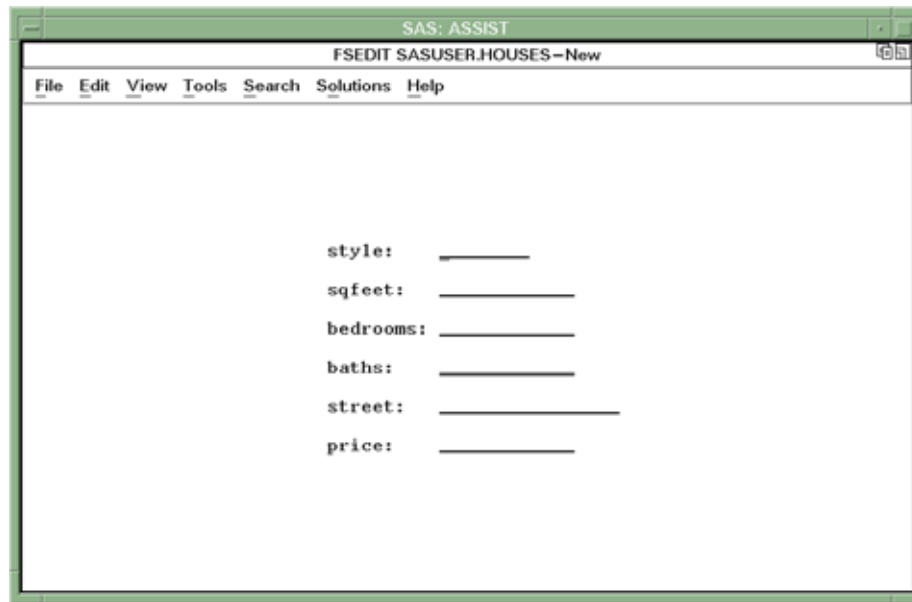 SAS: ASSIST
FSEDIT SASUSER.HOUSES–New
File Edit View Tools Search Solutions Help
style:
sqfeet:
bedrooms:
baths:
street:
price: